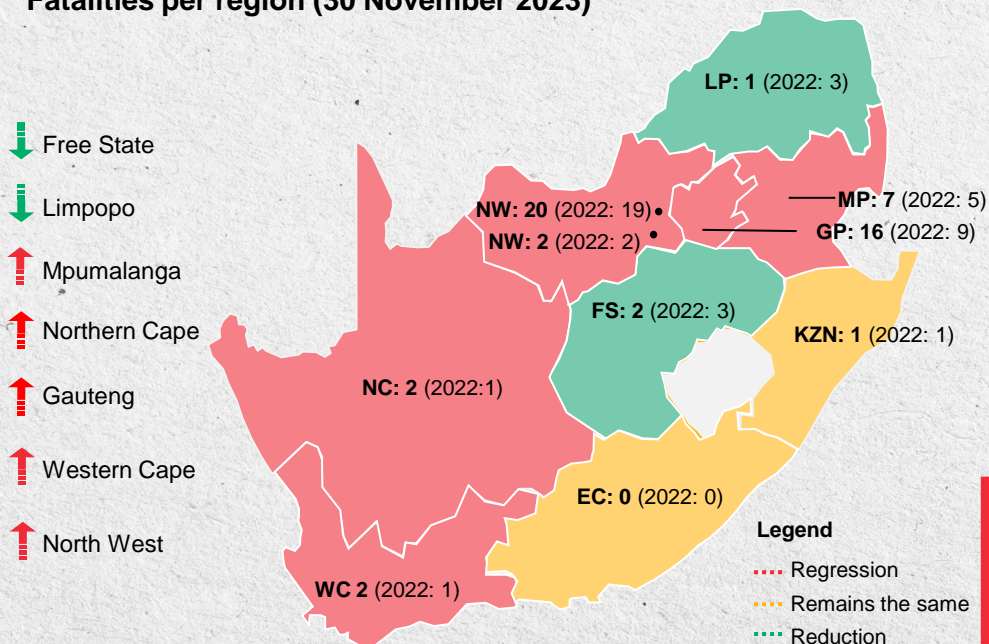 Fatalities per region (30 November 2023)
Free State
Limpopo
Mpumalanga
Northern Cape
Gauteng
Western Cape
North West
LP: 1 (2022: 3)
MP: 7 (2022: 5)
NW: 20 (2022: 19)
GP: 16 (2022: 9)
NW: 2 (2022: 2)
FS: 2 (2022: 3)
KZN: 1 (2022: 1)
NC: 2 (2022:1)
EC: 0 (2022: 0)
WC 2 (2022: 1)
Legend
Regression
Remains the same
Reduction